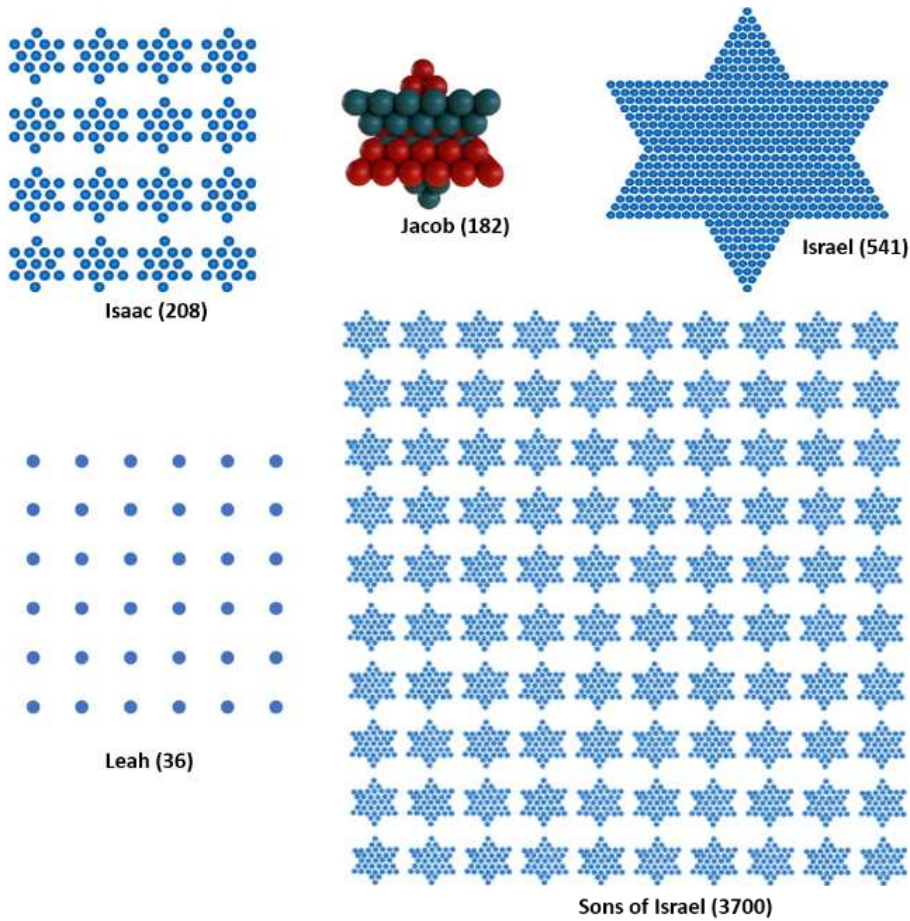 Isaac (208)
Jacob (182)
Israel (541)
Leah (36)
Sons of Israel (3700)